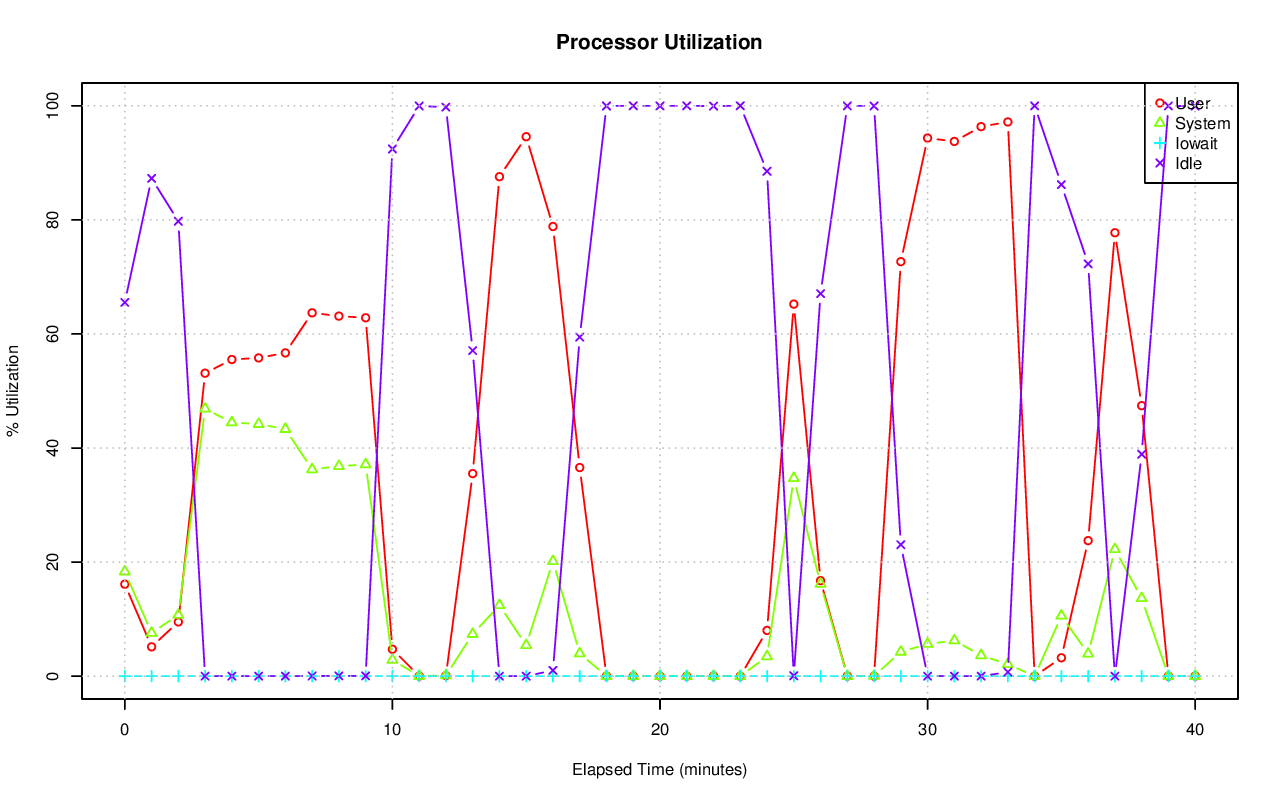 Processor Utilization
% Utilization
100
80
60
40
20
0
User
System
Iowait
Idle
0 10 20 30 40
Elapsed Time (minutes)